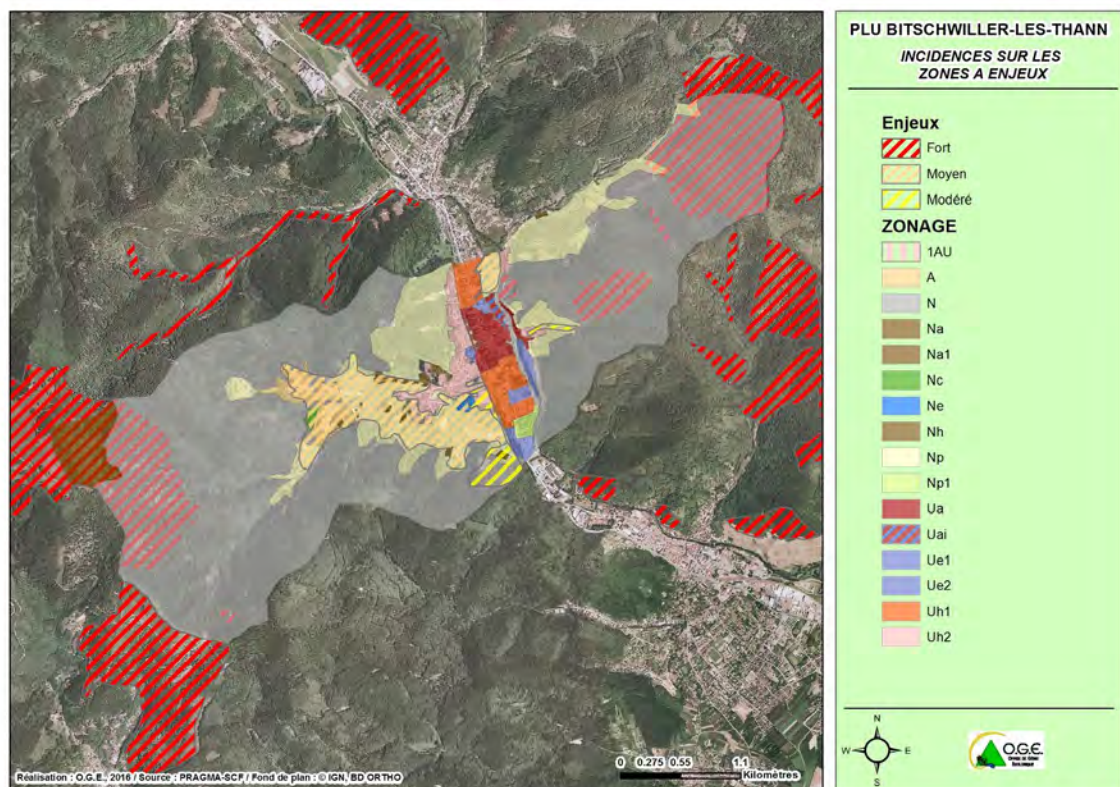 PLU BITSCHWILLER-LES-THANN
INCIDENCES SUR LES
ZONES A ENJEUX
Enjeux
Fort
Moyen
Modéré
ZONAGE
1AU
A
N
Na
Na1
Nc
Ne
Nh
Np
Np1
Ua
Uai
Ue1
Ue2
Uh1
Uh2
N
W E
S
O.G.E.
Réalisation : O.G.E., 2016 / Source : PRAGMA-SCF / Fond de plan : © IGN, BD ORTHO
0 0.275 0.55 1.1
Kilomètres